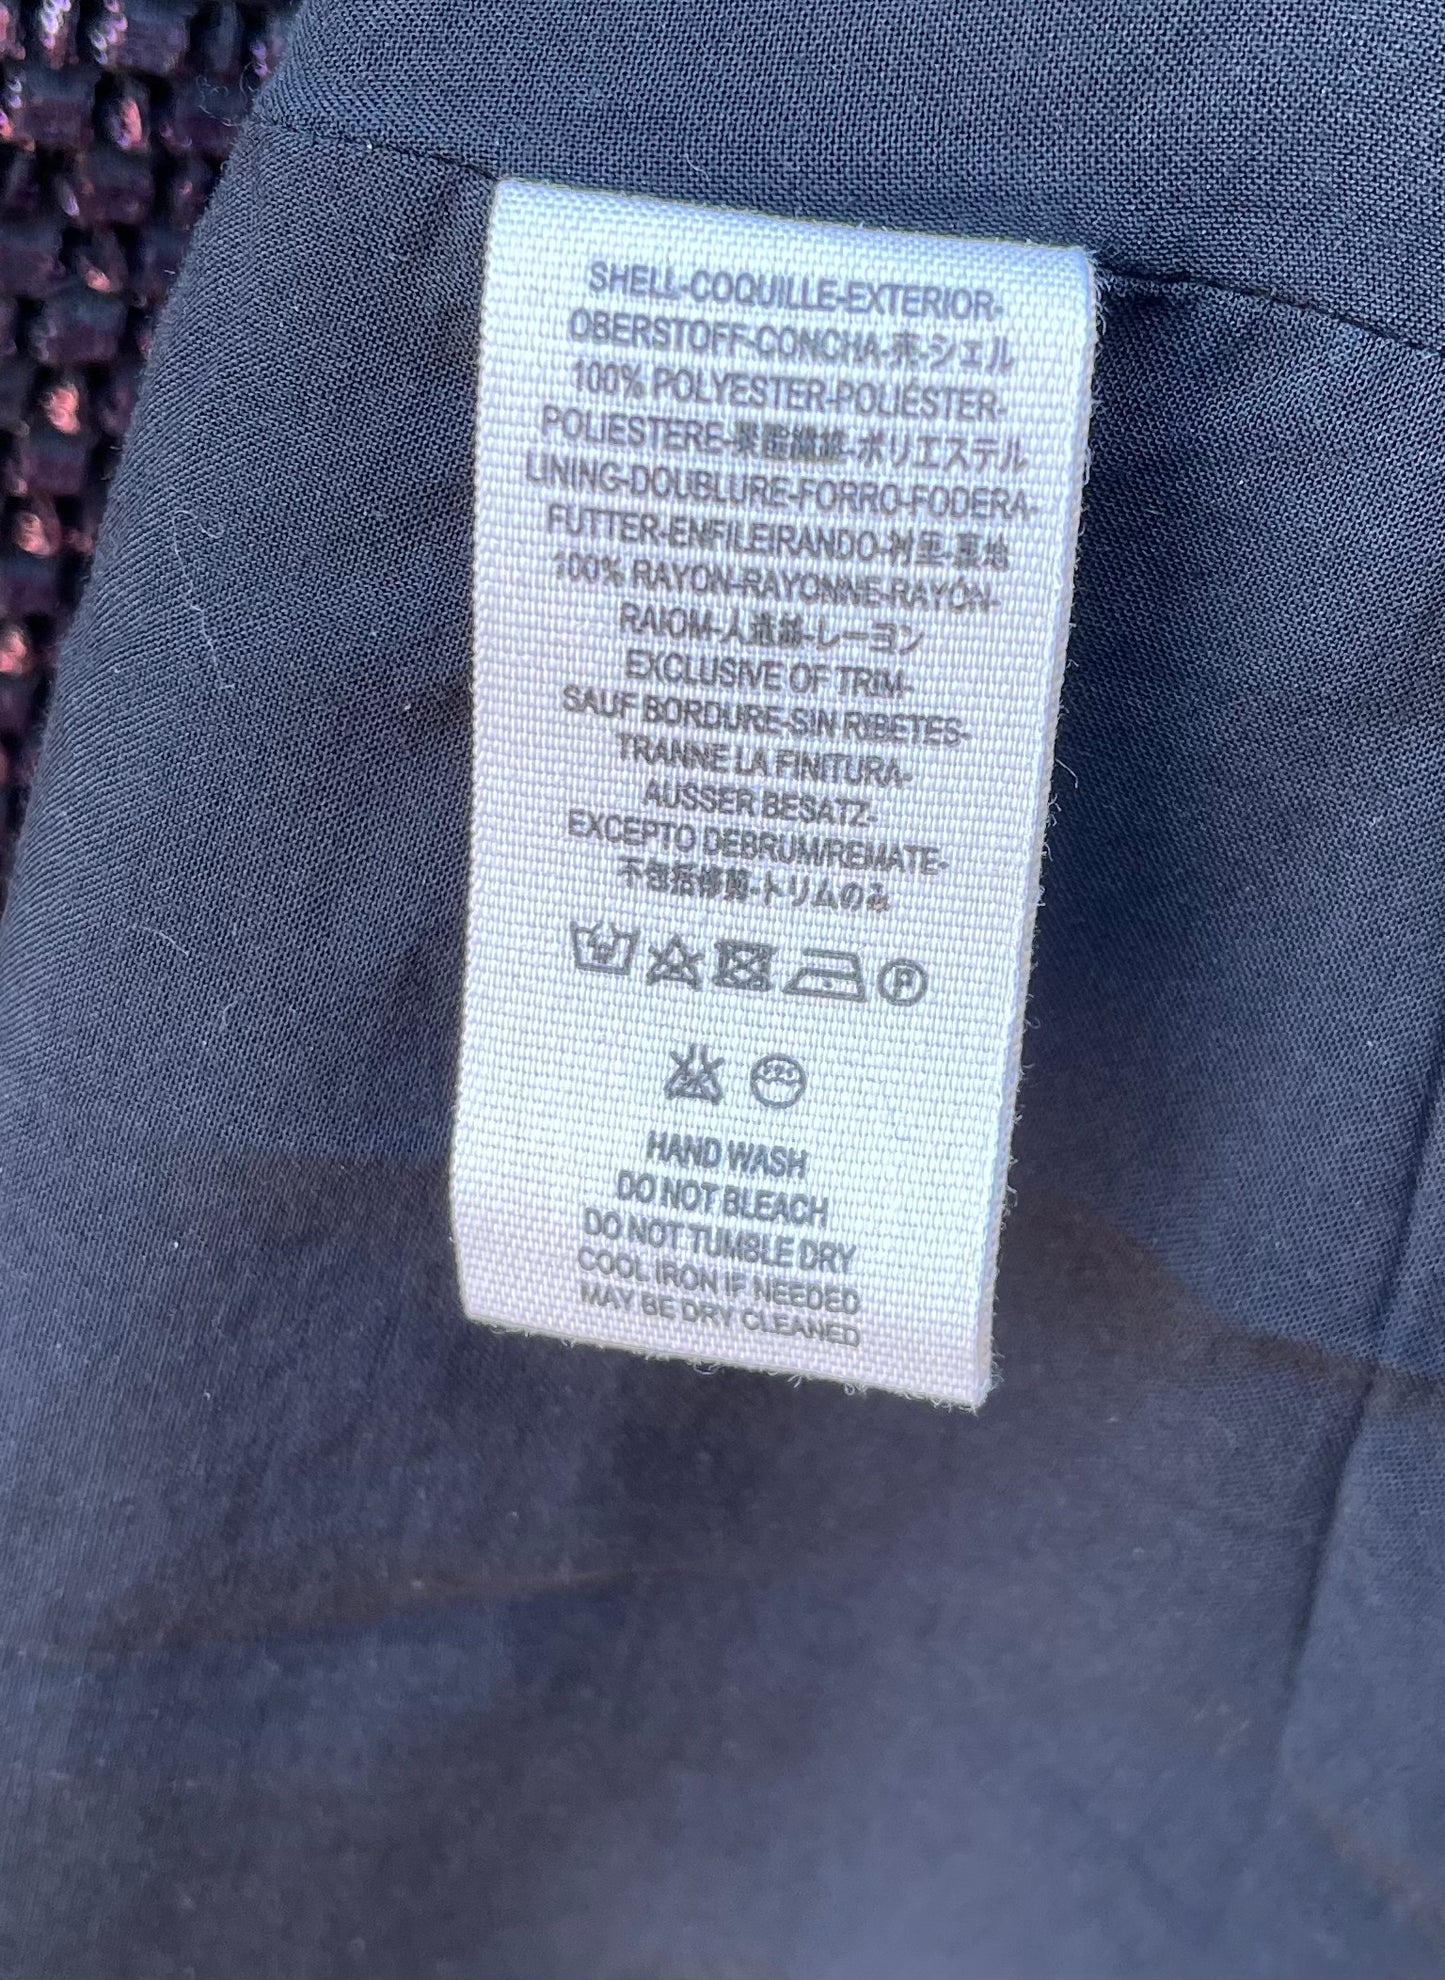 SHELL-COQUILLE-EXTERIOR-
OBERSTOFF-CONCHA-売-シェル
100% POLYESTER-POLIÉSTER-
POLIESTERE-聚酯纖維-ポリエステル
LINING-DOUBLURE-FORRO-FODERA-
FUTTER-ENFILEIRANDO-衬里-裏地
100% RAYON-RAYONNE-RAYÓN-
RAIOM-人造絲-レーヨン
EXCLUSIVE OF TRIM-
SAUF BORDURE-SIN RIBETES-
TRANNE LA FINITURA-
AUSSER BESATZ-
EXCEPTO DEBRUM/REMATE-
不包括修剪-トリムのみ
P
HAND WASH
DO NOT BLEACH
DO NOT TUMBLE DRY
COOL IRON IF NEEDED
MAY BE DRY CLEANED